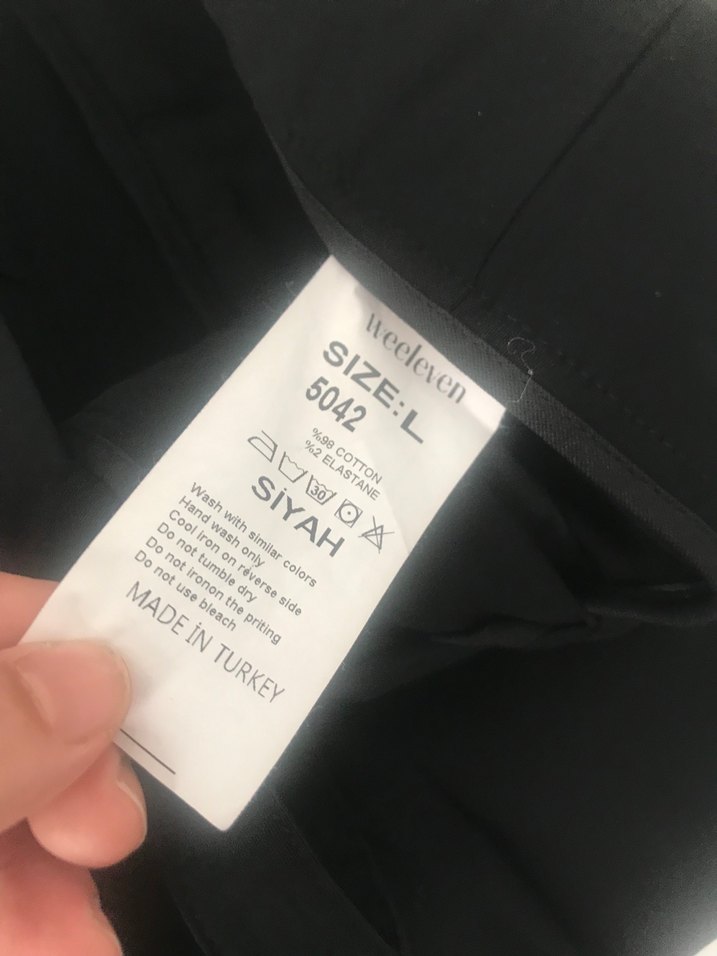 weeleven
SIZE:L
5042
%98 COTTON
%2 ELASTANE
30
SİYAH
Wash with similar colors
Hand wash only
Cool iron on reverse side
Do not tumble dry
Do not ironon the priting
Do not use bleach
MADE İN TURKEY